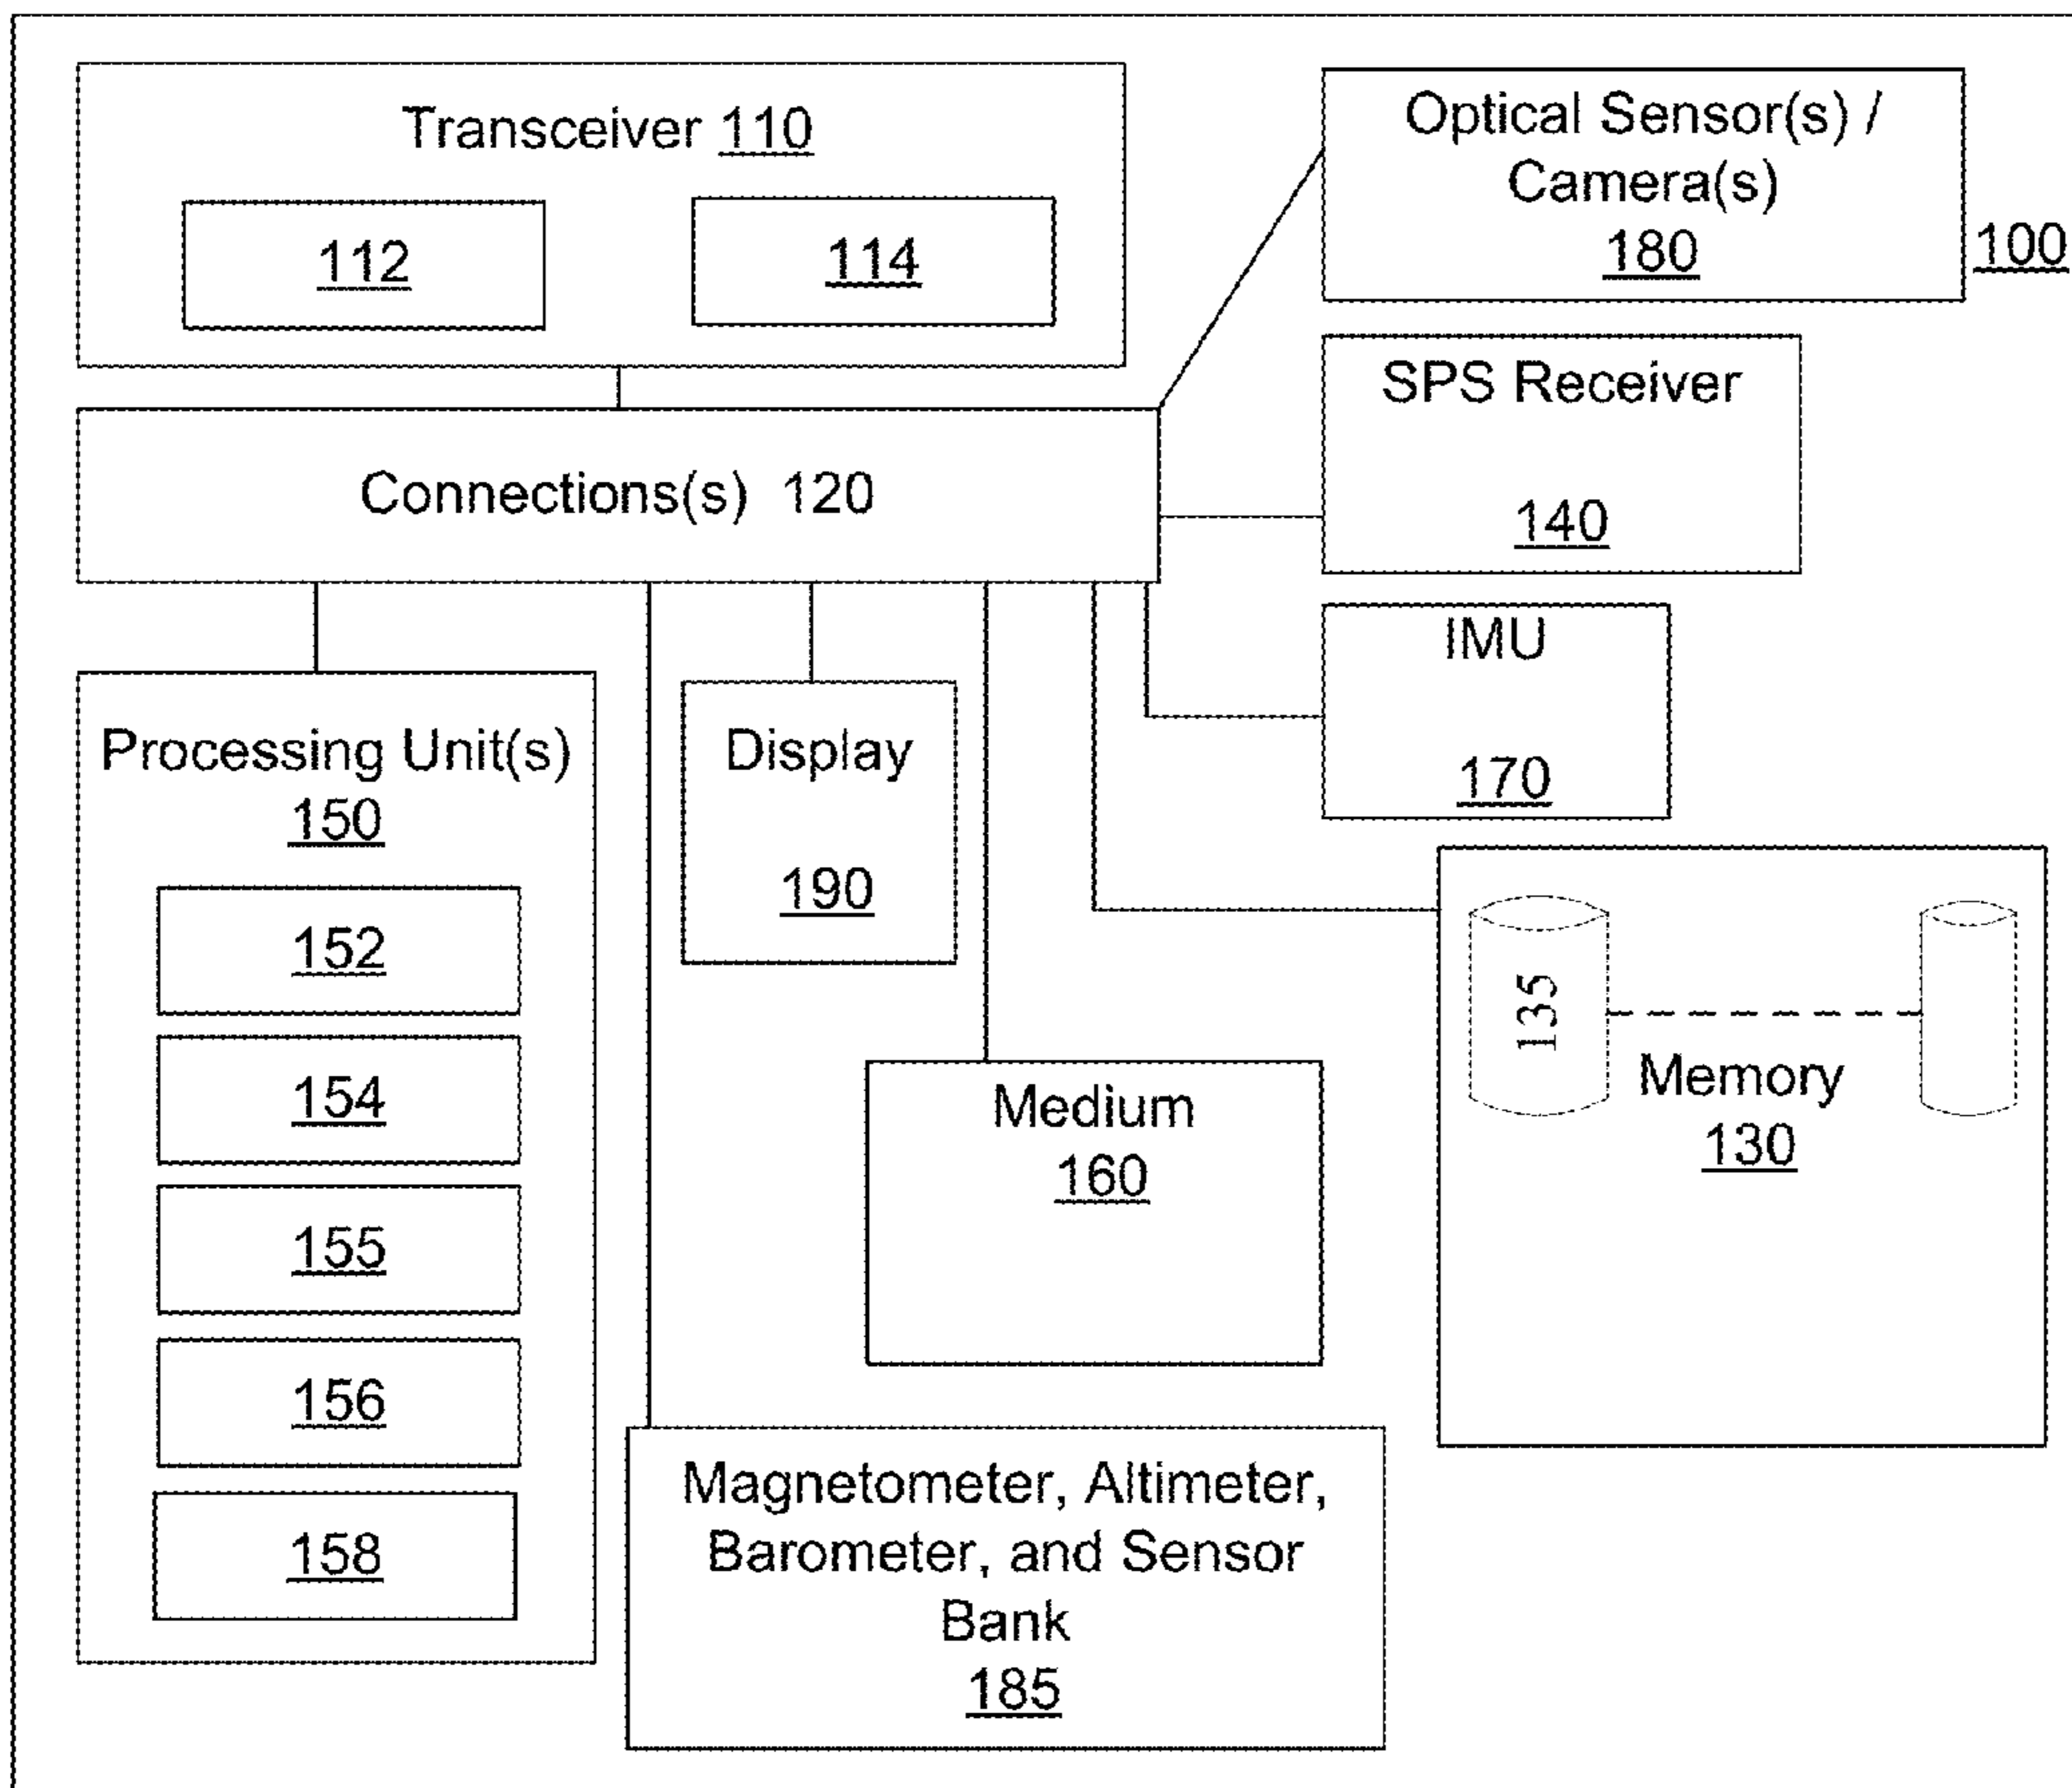 Transceiver 110
112
114
Optical Sensor(s) /
Camera(s)
180
100
SPS Receiver
140
Connections(s) 120
IMU
170
Processing Unit(s)
150
152
154
155
156
158
Display
190
Medium
160
135
Memory
130
Magnetometer, Altimeter,
Barometer, and Sensor
Bank
185